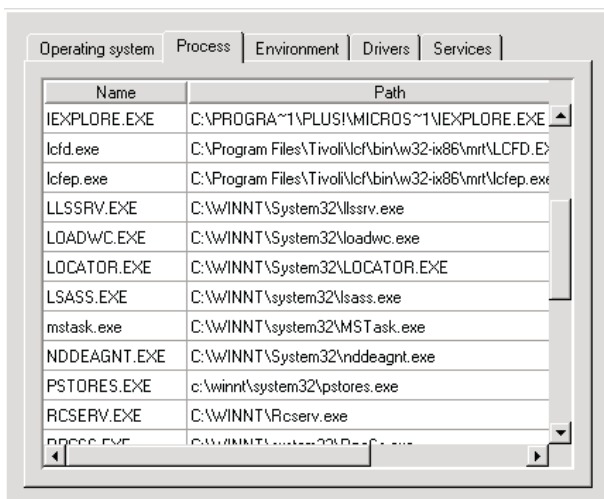 Operating system Process Environment Drivers Services
Name Path
IEXPLORE.EXE C:\PROGRA~1\PLUS!\MICROS~1\IEXPLORE.EXE
lcfd.exe C:\Program Files\Tivoli\lcf\bin\w32-ix86\mrt\LCFD.EX
lcfep.exe C:\Program Files\Tivoli\lcf\bin\w32-ix86\mrt\lcfep.exe
LLSSRV.EXE C:\WINNT\System32\llssrv.exe
LOADWC.EXE C:\WINNT\System32\loadwc.exe
LOCATOR.EXE C:\WINNT\System32\LOCATOR.EXE
LSASS.EXE C:\WINNT\system32\lsass.exe
mstask.exe C:\WINNT\system32\MSTask.exe
NDDEAGNT.EXE C:\WINNT\System32\nddeagnt.exe
PSTORES.EXE c:\winnt\system32\pstores.exe
RCSERV.EXE C:\WINNT\Rcserv.exe